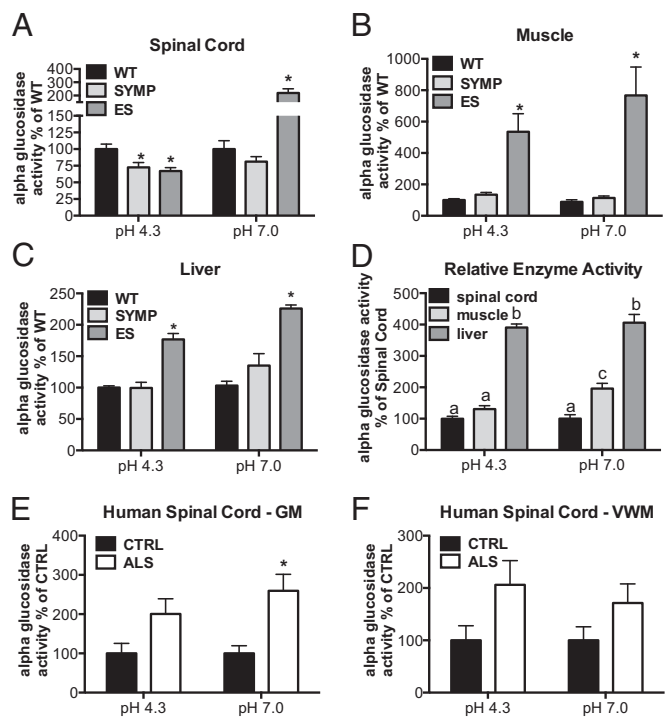 A
Spinal Cord
alpha glucosidase
activity % of WT
400
300
200
100
125
100
75
50
25
0
WT
SYMP
ES
*
*
*
pH 4.3
pH 7.0
B
Muscle
alpha glucosidase
activity % of WT
1000
800
600
400
200
0
WT
SYMP
ES
*
*
pH 4.3
pH 7.0
C
Liver
alpha glucosidase
activity % of WT
250
200
150
100
50
0
WT
SYMP
ES
*
*
pH 4.3
pH 7.0
D
Relative Enzyme Activity
alpha glucosidase activity
% of Spinal Cord
500
400
300
200
100
0
spinal cord
muscle
liver
a
a
b
a
c
b
pH 4.3
pH 7.0
E
Human Spinal Cord - GM
alpha glucosidase
activity % of CTRL
400
300
200
100
0
CTRL
ALS
*
pH 4.3
pH 7.0
F
Human Spinal Cord - VWM
alpha glucosidase
activity % of CTRL
300
200
100
0
CTRL
ALS
pH 4.3
pH 7.0